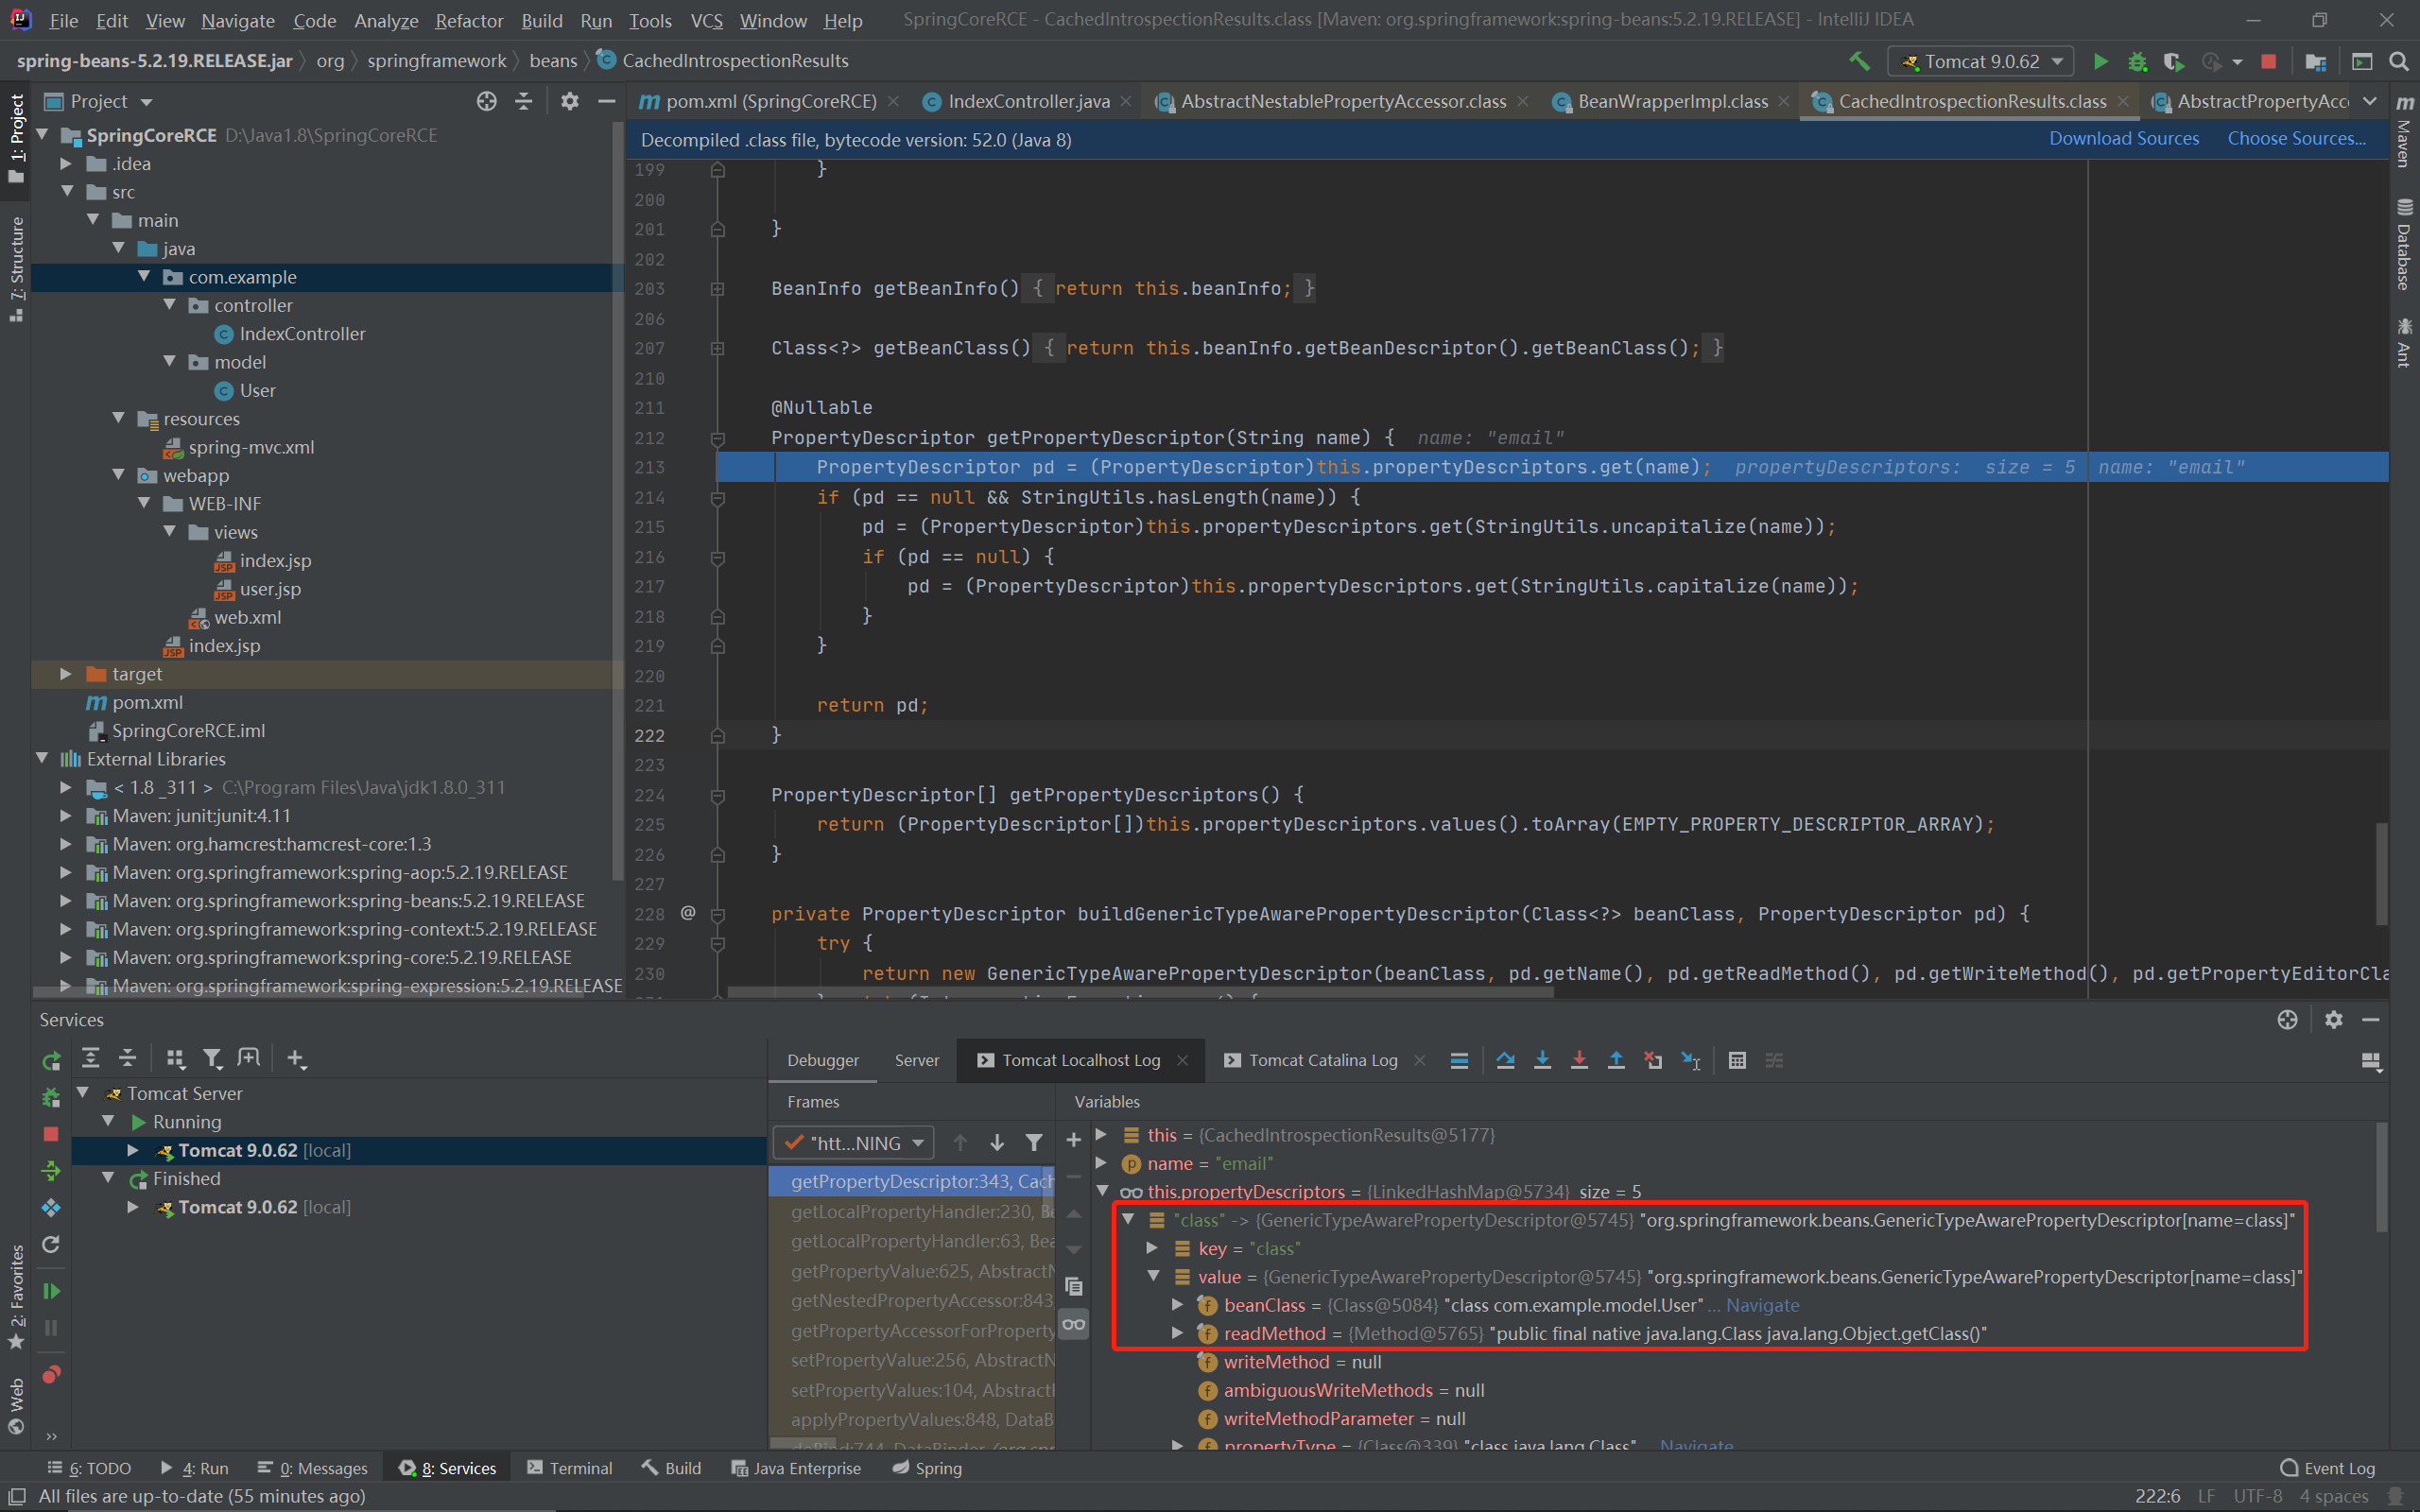 File Edit View Navigate Code Analyze Refactor Build Run Tools VCS Window Help SpringCoreRCE - CachedIntrospectionResults.class [Maven: org.springframework:spring-beans:5.2.19.RELEASE] - IntelliJ IDEA
spring-beans-5.2.19.RELEASE.jar org springframework beans CachedIntrospectionResults Tomcat 9.0.62
Project
pom.xml (SpringCoreRCE) IndexController.java AbstractNestablePropertyAccessor.class BeanWrapperImpl.class CachedIntrospectionResults.class AbstractPropertyAcc
Decompiled .class file, bytecode version: 52.0 (Java 8) Download Sources Choose Sources...
1: Project
7: Structure
2: Favorites
Web
Maven
Database
Ant
SpringCoreRCE D:\Java1.8\SpringCoreRCE
.idea
src
main
java
com.example
controller
IndexController
model
User
resources
spring-mvc.xml
webapp
WEB-INF
views
index.jsp
user.jsp
web.xml
index.jsp
target
pom.xml
SpringCoreRCE.iml
External Libraries
< 1.8 _311 > C:\Program Files\Java\jdk1.8.0_311
Maven: junit:junit:4.11
Maven: org.hamcrest:hamcrest-core:1.3
Maven: org.springframework:spring-aop:5.2.19.RELEASE
Maven: org.springframework:spring-beans:5.2.19.RELEASE
Maven: org.springframework:spring-context:5.2.19.RELEASE
Maven: org.springframework:spring-core:5.2.19.RELEASE
Maven: org.springframework:spring-expression:5.2.19.RELEASE
199 }
200
201 }
202
203 BeanInfo getBeanInfo() { return this.beanInfo; }
206
207 Class<?> getBeanClass() { return this.beanInfo.getBeanDescriptor().getBeanClass(); }
210
211 @Nullable
212 PropertyDescriptor getPropertyDescriptor(String name) { name: "email"
213 PropertyDescriptor pd = (PropertyDescriptor)this.propertyDescriptors.get(name); propertyDescriptors: size = 5 name: "email"
214 if (pd == null && StringUtils.hasLength(name)) {
215 pd = (PropertyDescriptor)this.propertyDescriptors.get(StringUtils.uncapitalize(name));
216 if (pd == null) {
217 pd = (PropertyDescriptor)this.propertyDescriptors.get(StringUtils.capitalize(name));
218 }
219 }
220
221 return pd;
222 }
223
224 PropertyDescriptor[] getPropertyDescriptors() {
225 return (PropertyDescriptor[])this.propertyDescriptors.values().toArray(EMPTY_PROPERTY_DESCRIPTOR_ARRAY);
226 }
227
228 @ private PropertyDescriptor buildGenericTypeAwarePropertyDescriptor(Class<?> beanClass, PropertyDescriptor pd) {
229 try {
230 return new GenericTypeAwarePropertyDescriptor(beanClass, pd.getName(), pd.getReadMethod(), pd.getWriteMethod(), pd.getPropertyEditorCla
Services
Tomcat Server
Running
Tomcat 9.0.62 [local]
Finished
Tomcat 9.0.62 [local]
Debugger Server Tomcat Localhost Log Tomcat Catalina Log
Frames
"htt...NING
getPropertyDescriptor:343, Cach
getLocalPropertyHandler:230, Be
getLocalPropertyHandler:63, Bea
getPropertyValue:625, AbstractN
getNestedPropertyAccessor:843
getPropertyAccessorForProperty
setPropertyValue:256, AbstractN
setPropertyValues:104, Abstract
applyPropertyValues:848, DataB
doBind:744, DataBinder
Variables
this = {CachedIntrospectionResults@5177}
name = "email"
this.propertyDescriptors = {LinkedHashMap@5734} size = 5
"class" -> {GenericTypeAwarePropertyDescriptor@5745} "org.springframework.beans.GenericTypeAwarePropertyDescriptor[name=class]"
key = "class"
value = {GenericTypeAwarePropertyDescriptor@5745} "org.springframework.beans.GenericTypeAwarePropertyDescriptor[name=class]"
beanClass = {Class@5084} "class com.example.model.User" ... Navigate
readMethod = {Method@5765} "public final native java.lang.Class java.lang.Object.getClass()"
writeMethod = null
ambiguousWriteMethods = null
writeMethodParameter = null
propertyType = {Class@339} "class java.lang.Class" ... Navigate
6: TODO 4: Run 0: Messages 8: Services Terminal Build Java Enterprise Spring Event Log
All files are up-to-date (55 minutes ago) 222:6 LF UTF-8 4 spaces